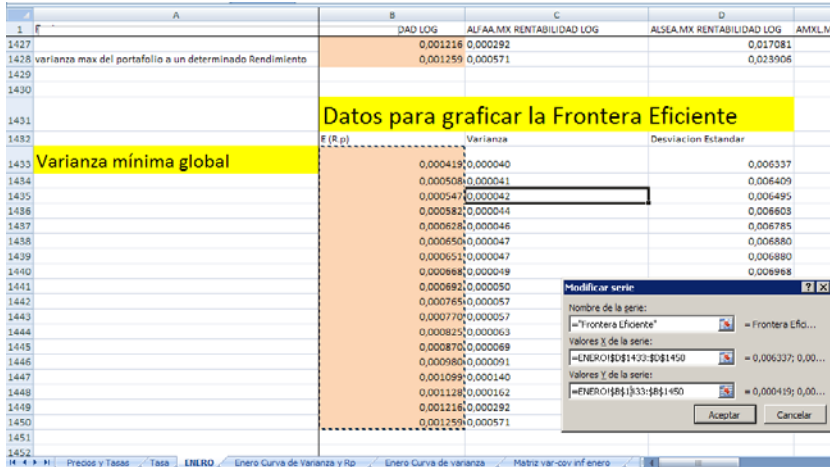 A B C D
1 DAD LOG ALFAA.MX RENTABILIDAD LOG ALSEA.MX RENTABILIDAD LOG AMXL.M
1427 0,001216 0,000292 0,017081
1428 varianza max del portafolio a un determinado Rendimiento 0,001259 0,000571 0,023906
1429
1430
1431 Datos para graficar la Frontera Eficiente
1432 E (R.p) Varianza Desviacion Estandar
1433 Varianza mínima global 0,000419 0,000040 0,006337
1434 0,000508 0,000041 0,006409
1435 0,000547 0,000042 0,006495
1436 0,000582 0,000044 0,006603
1437 0,000628 0,000046 0,006785
1438 0,000650 0,000047 0,006880
1439 0,000651 0,000047 0,006880
1440 0,000668 0,000049 0,006968
1441 0,000692 0,000050
1442 0,000765 0,000057
1443 0,000770 0,000057
1444 0,000825 0,000063
1445 0,000870 0,000069
1446 0,000980 0,000091
1447 0,001099 0,000140
1448 0,001128 0,000162
1449 0,001216 0,000292
1450 0,001259 0,000571
1451
1452
Modificar serie
Nombre de la serie:
="Frontera Eficiente" = Frontera Efici...
Valores X de la serie:
=ENERO!$D$1433:$D$1450 = 0,006337; 0,00...
Valores Y de la serie:
=ENERO!$B$1433:$B$1450 = 0,000419; 0,00...
Aceptar Cancelar
Precios y Tasas Tasa ENERO Enero Curva de Varianza y Rp Enero Curva de varianza Matriz var-cov inf enero